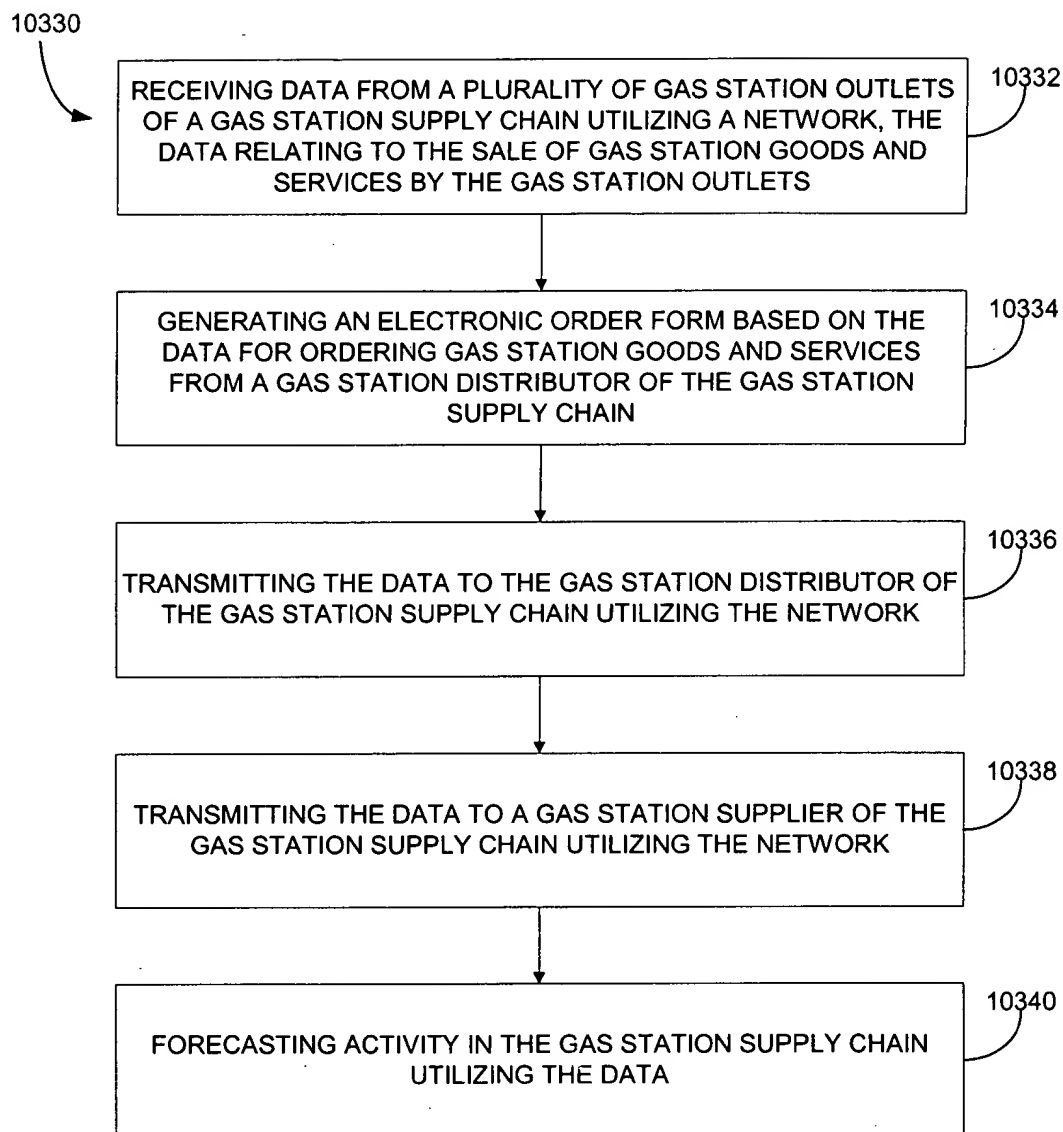 10330
RECEIVING DATA FROM A PLURALITY OF GAS STATION OUTLETS
OF A GAS STATION SUPPLY CHAIN UTILIZING A NETWORK, THE
DATA RELATING TO THE SALE OF GAS STATION GOODS AND
SERVICES BY THE GAS STATION OUTLETS
10332
GENERATING AN ELECTRONIC ORDER FORM BASED ON THE
DATA FOR ORDERING GAS STATION GOODS AND SERVICES
FROM A GAS STATION DISTRIBUTOR OF THE GAS STATION
SUPPLY CHAIN
10334
TRANSMITTING THE DATA TO THE GAS STATION DISTRIBUTOR OF
THE GAS STATION SUPPLY CHAIN UTILIZING THE NETWORK
10336
TRANSMITTING THE DATA TO A GAS STATION SUPPLIER OF THE
GAS STATION SUPPLY CHAIN UTILIZING THE NETWORK
10338
FORECASTING ACTIVITY IN THE GAS STATION SUPPLY CHAIN
UTILIZING THE DATA
10340